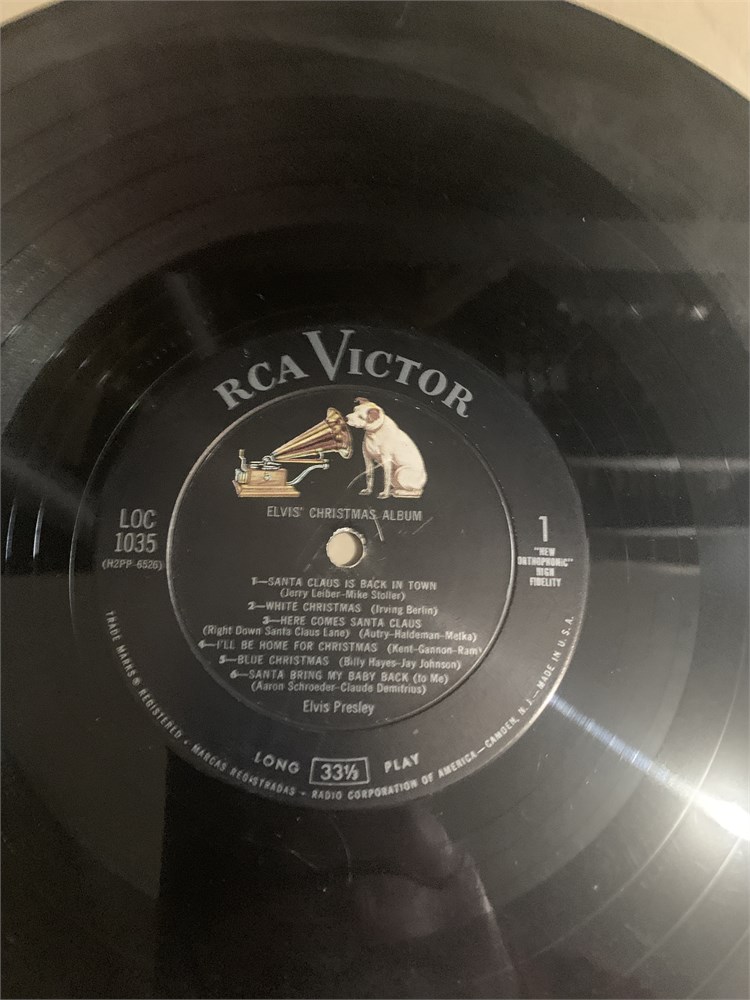 RCA VICTOR
ELVIS' CHRISTMAS ALBUM
LOC
1035
(H2PP-6526)
1
"NEW
ORTHOPHONIC"
HIGH
FIDELITY
1—SANTA CLAUS IS BACK IN TOWN
(Jerry Leiber-Mike Stoller)
2—WHITE CHRISTMAS (Irving Berlin)
3—HERE COMES SANTA CLAUS
(Right Down Santa Claus Lane) (Autry-Haldeman-Melka)
4—I'LL BE HOME FOR CHRISTMAS (Kent-Gannon-Ram)
5—BLUE CHRISTMAS (Billy Hayes-Jay Johnson)
6—SANTA BRING MY BABY BACK (to Me)
(Aaron Schroeder-Claude Demitrius)
Elvis Presley
LONG 33⅓ PLAY
TRADE MARKS ® REGISTERED • MARCAS REGISTRADAS • RADIO CORPORATION OF AMERICA—CAMDEN, N. J.—MADE IN U. S. A.